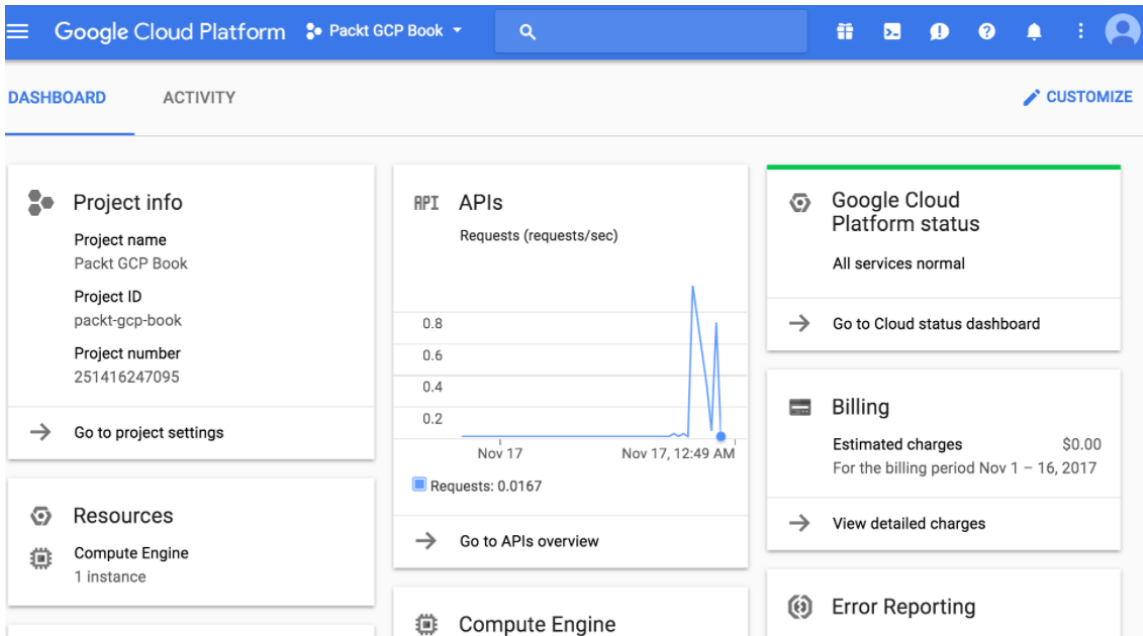 Google Cloud Platform
Packt GCP Book
DASHBOARD
ACTIVITY
CUSTOMIZE
Project info
Project name
Packt GCP Book
Project ID
packt-gcp-book
Project number
251416247095
Go to project settings
Resources
Compute Engine
1 instance
API
APIs
Requests (requests/sec)
0.8
0.6
0.4
0.2
Nov 17
Nov 17, 12:49 AM
Requests: 0.0167
Go to APIs overview
Compute Engine
Google Cloud
Platform status
All services normal
Go to Cloud status dashboard
Billing
Estimated charges $0.00
For the billing period Nov 1 – 16, 2017
View detailed charges
Error Reporting